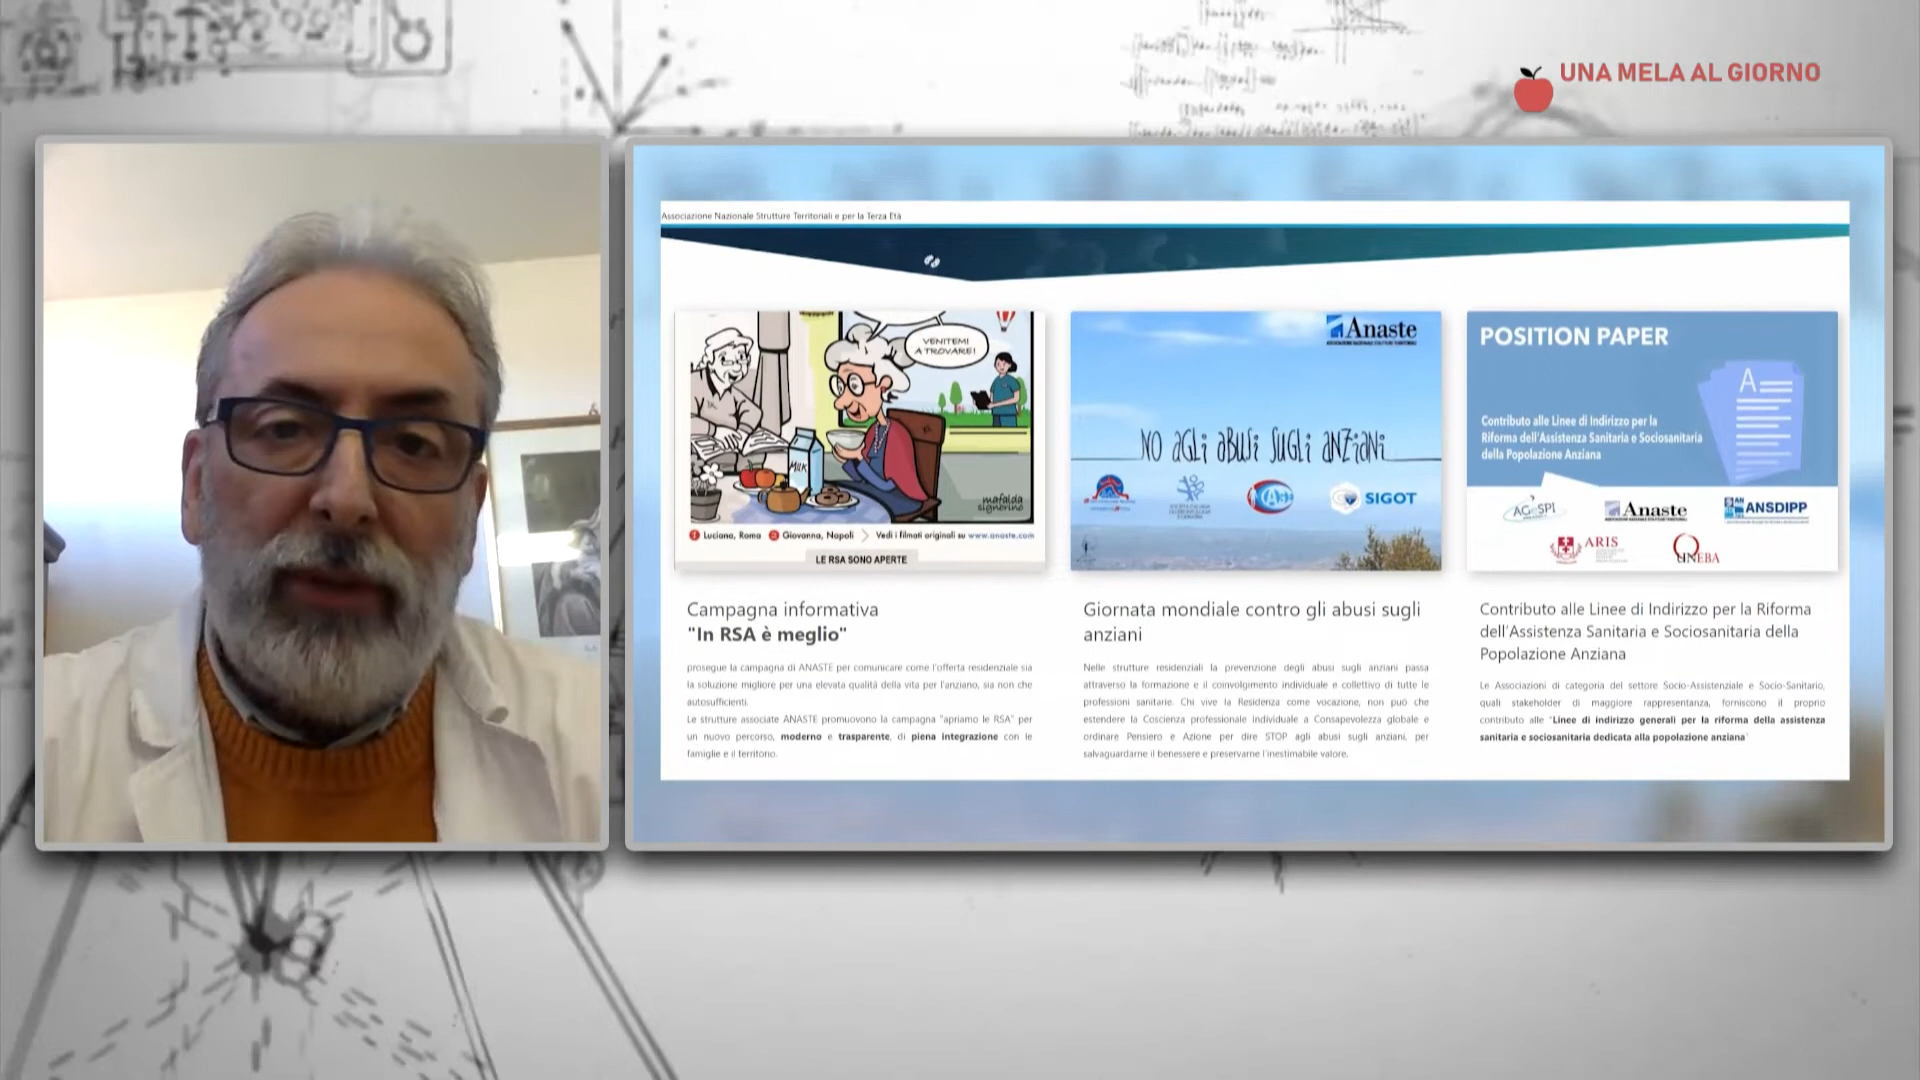 UNA MELA AL GIORNO
Associazione Nazionale Strutture Territoriali e per la Terza Età
VENITEMI
A TROVARE!
MILK
mafalda
signorino
Luciana, Roma Giovanna, Napoli Vedi i filmati originali su www.anaste.com
LE RSA SONO APERTE
Campagna informativa
"In RSA è meglio"
prosegue la campagna di ANASTE per comunicare come l'offerta residenziale sia
la soluzione migliore per una elevata qualità della vita per l'anziano, sia non che
autosufficienti.
Le strutture associate ANASTE promuovono la campagna "apriamo le RSA" per
un nuovo percorso, moderno e trasparente, di piena integrazione con le
famiglie e il territorio.
Anaste
ASSOCIAZIONE NAZIONALE STRUTTURE TERRITORIALI
NO AGLI ABUSI SUGLI ANZIANI
SIGOT
Giornata mondiale contro gli abusi sugli
anziani
Nelle strutture residenziali la prevenzione degli abusi sugli anziani passa
attraverso la formazione e il coinvolgimento individuale e collettivo di tutte le
professioni sanitarie. Chi vive la Residenza come vocazione, non può che
estendere la Coscienza professionale individuale a Consapevolezza globale e
ordinare Pensiero e Azione per dire STOP agli abusi sugli anziani, per
salvaguardarne il benessere e preservarne l'inestimabile valore.
POSITION PAPER
A
Contributo alle Linee di Indirizzo per la
Riforma dell'Assistenza Sanitaria e Sociosanitaria
della Popolazione Anziana
AGeSPI Anaste ANSDIPP
ARIS UNEBA
Contributo alle Linee di Indirizzo per la Riforma
dell'Assistenza Sanitaria e Sociosanitaria della
Popolazione Anziana
Le Associazioni di categoria del settore Socio-Assistenziale e Socio-Sanitario,
quali stakeholder di maggiore rappresentanza, forniscono il proprio
contributo alle "Linee di indirizzo generali per la riforma della assistenza
sanitaria e sociosanitaria dedicata alla popolazione anziana"